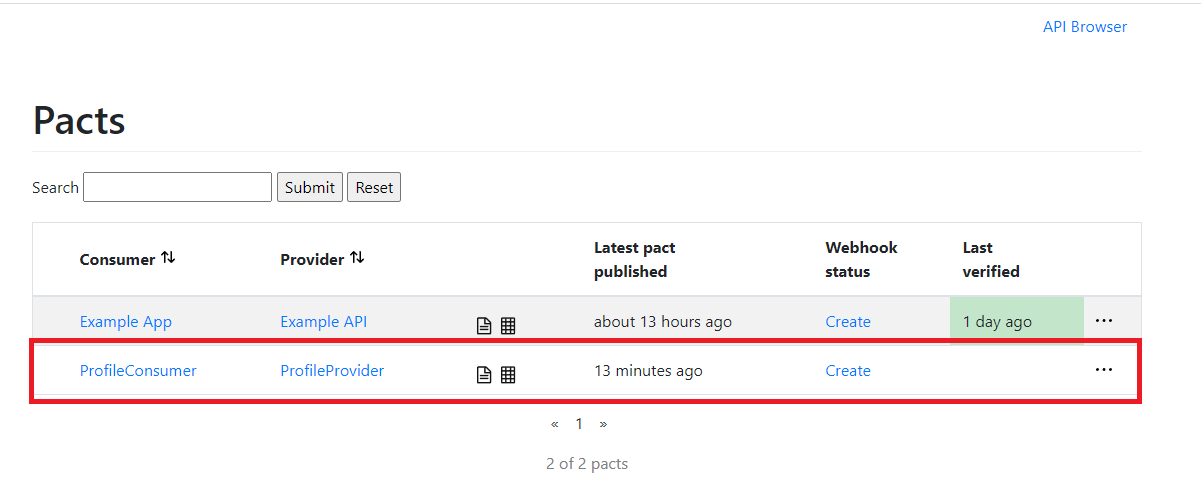 API Browser
Pacts
Search Submit Reset
Consumer Provider Latest pact published Webhook status Last verified
Example App Example API about 13 hours ago Create 1 day ago ...
ProfileConsumer ProfileProvider 13 minutes ago Create ...
« 1 »
2 of 2 pacts